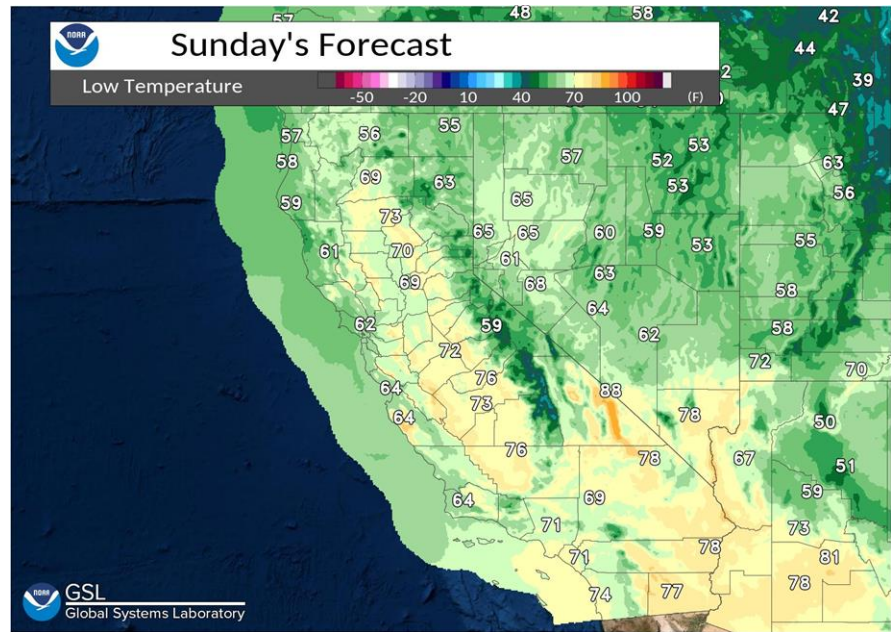 57 48 58 42
NOAA
Sunday's Forecast
44
Low Temperature
-50 -20 10 40 70 100 (F)
39
47
57 56 55
53
58 57 52 63
69 63 53 56
59 65
73
65 65 60 59 55
61 70 61 53
69 68 63 58
62 59 64 62 58
72 72 70
76
64 73 88
64 78 50
76 78 67 51
64 69 59
71 73
71 78 81
74 77 78
NOAA
GSL
Global Systems Laboratory